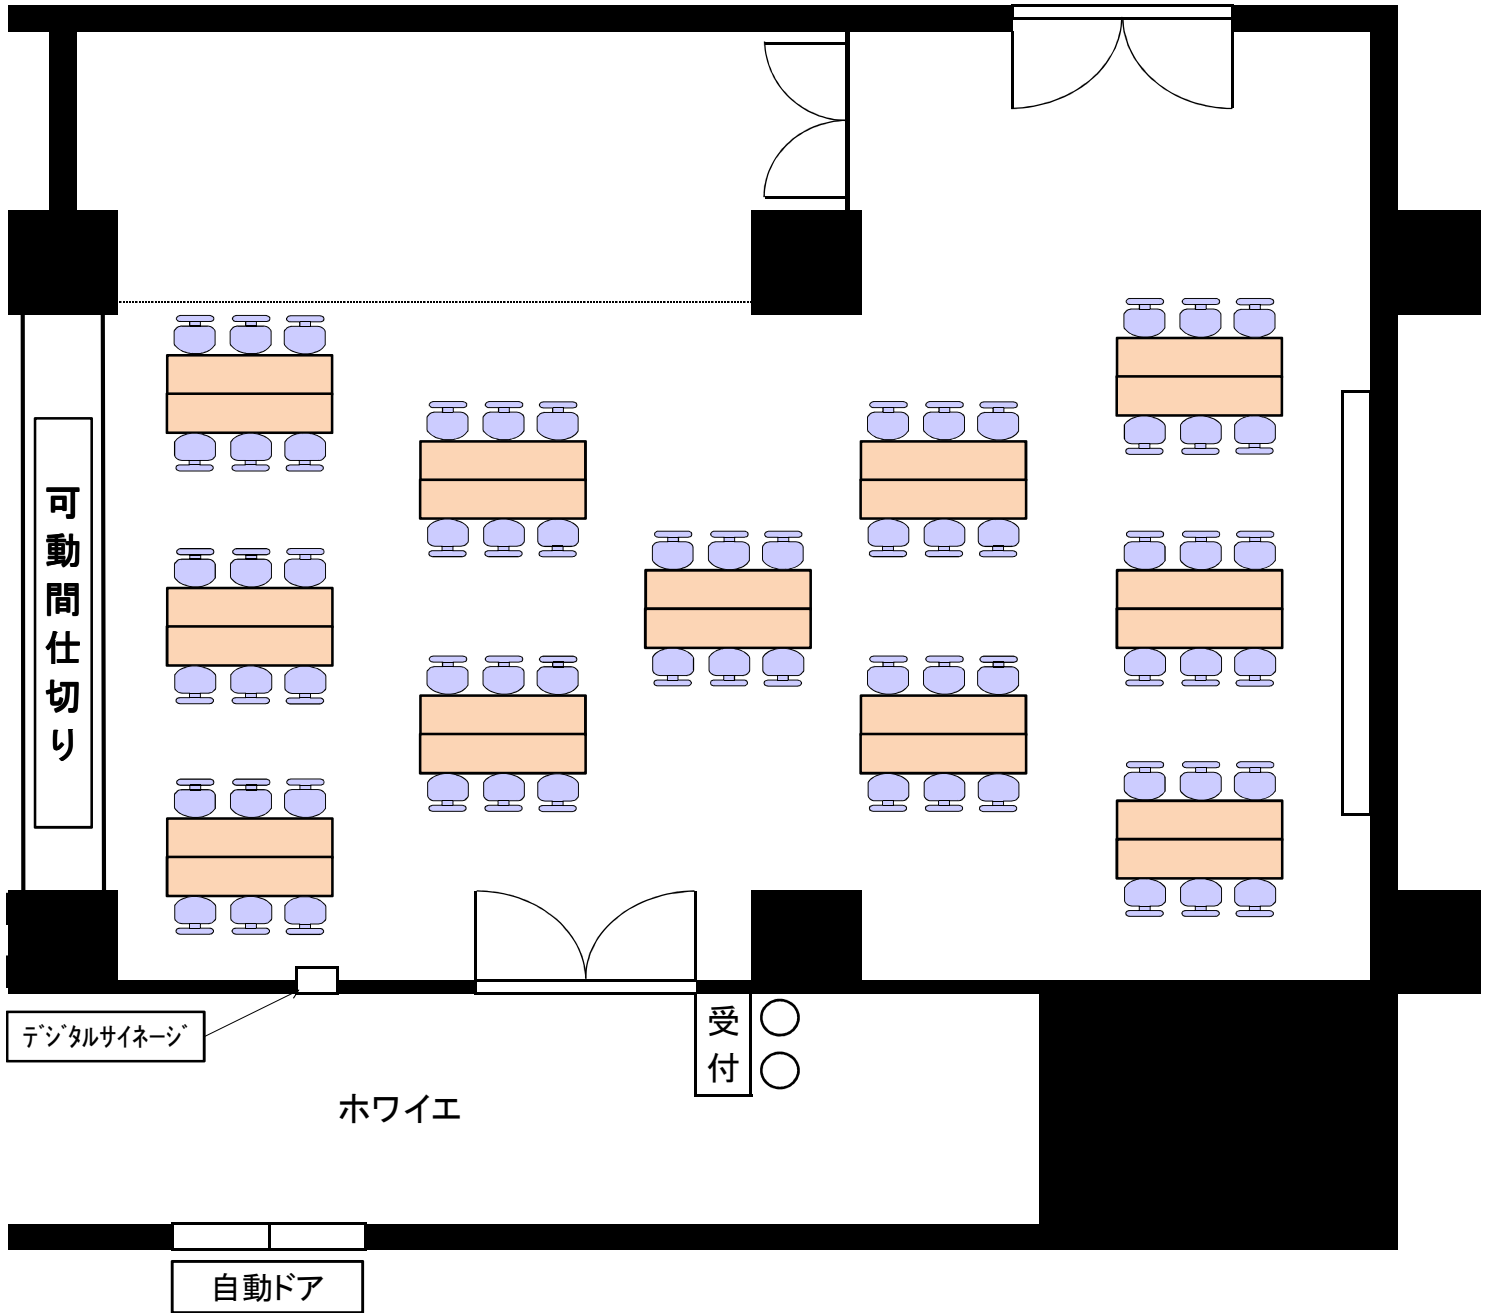 可動間仕切り
デジタルサイネージ
受付
ホワイエ
自動ドア